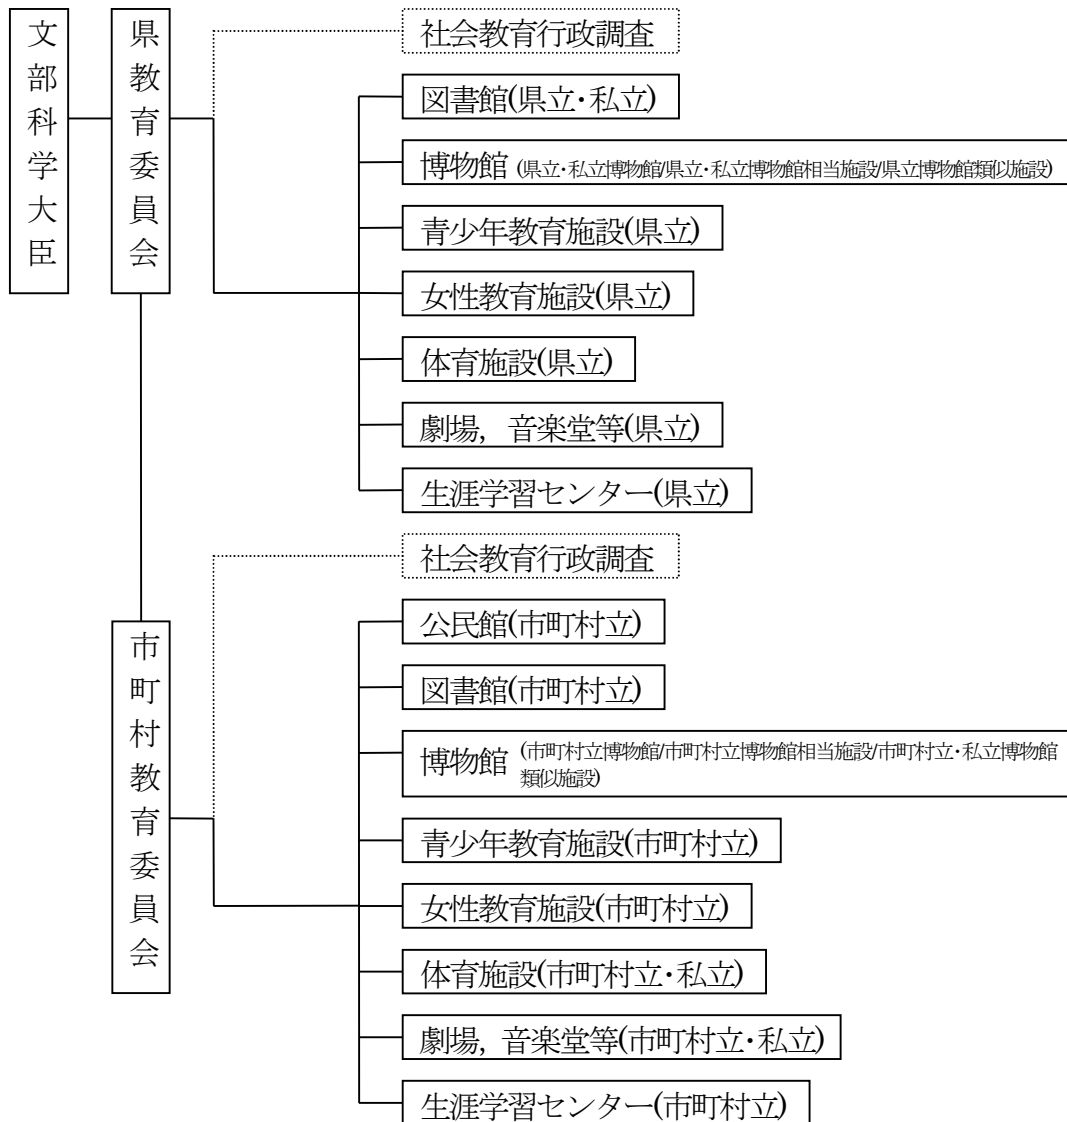 文部科学大臣
県教育委員会
社会教育行政調査
図書館(県立・私立)
博物館 (県立・私立博物館/県立・私立博物館相当施設/県立博物館類似施設)
青少年教育施設(県立)
女性教育施設(県立)
体育施設(県立)
劇場，音楽堂等(県立)
生涯学習センター(県立)
市町村教育委員会
社会教育行政調査
公民館(市町村立)
図書館(市町村立)
博物館 (市町村立博物館/市町村立博物館相当施設/市町村立・私立博物館
類似施設)
青少年教育施設(市町村立)
女性教育施設(市町村立)
体育施設(市町村立・私立)
劇場，音楽堂等(市町村立・私立)
生涯学習センター(市町村立)